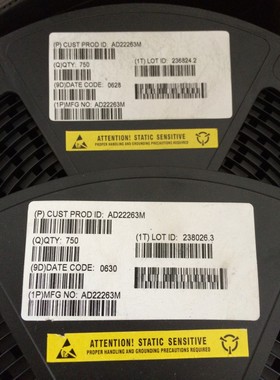 (P) CUST PROD ID: AD22263M
(Q)QTY: 750 (1T) LOT ID: 236824.2
(9D)DATE CODE: 0628
(1P)MFG NO: AD22263M
ATTENTION! STATIC SENSITIVE
PROPER HANDLING AND GROUNDING PRECAUTIONS REQUIRED
(P) CUST PROD ID: AD22263M
(Q)QTY: 750 (1T) LOT ID: 238026.3
(9D)DATE CODE: 0630
(1P)MFG NO: AD22263M
ATTENTION! STATIC SENSITIVE
PROPER HANDLING AND GROUNDING PRECAUTIONS REQUIRED